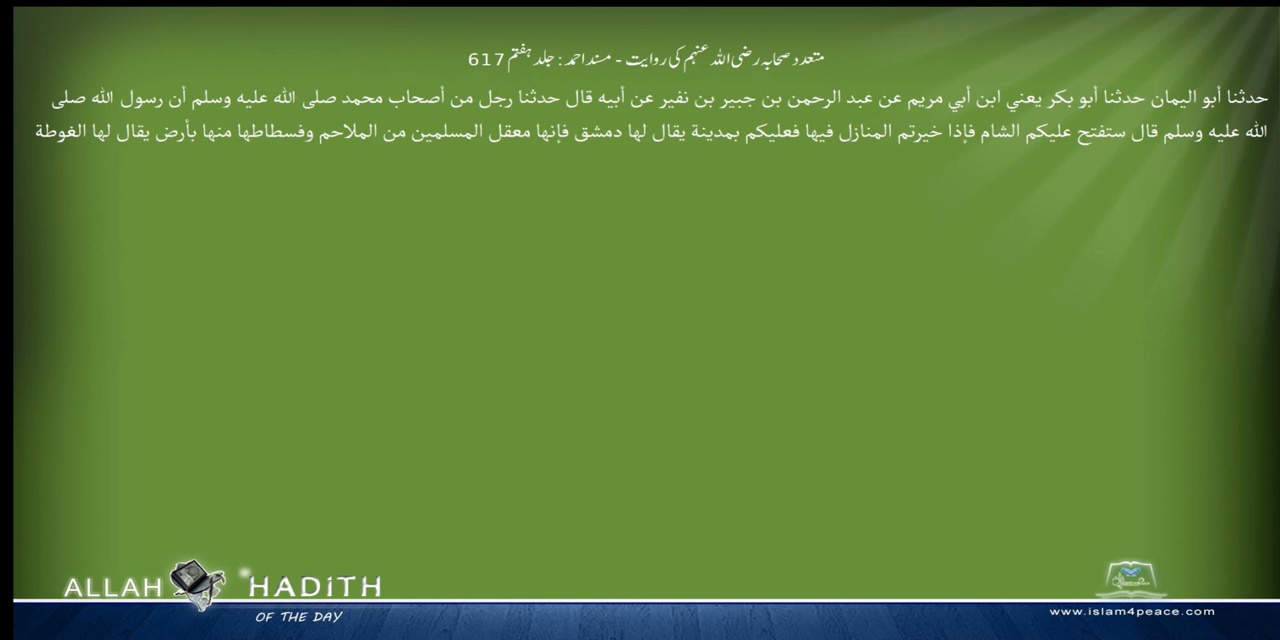 متعدد صحابہ رضی اللہ عنہم کی روایت - مسند احمد : جلد ہفتم 617
حدثنا أبو اليمان حدثنا أبو بكر يعني ابن أبي مريم عن عبد الرحمن بن جبير بن نفير عن أبيه قال حدثنا رجل من أصحاب محمد صلى الله عليه وسلم أن رسول الله صلى
الله عليه وسلم قال ستفتح عليكم الشام فإذا خيرتم المنازل فيها فعليكم بمدينة يقال لها دمشق فإنها معقل المسلمين من الملاحم وفسطاطها منها بأرض يقال لها الغوطة
ALLAH HADiTH
OF THE DAY
www.islam4peace.com